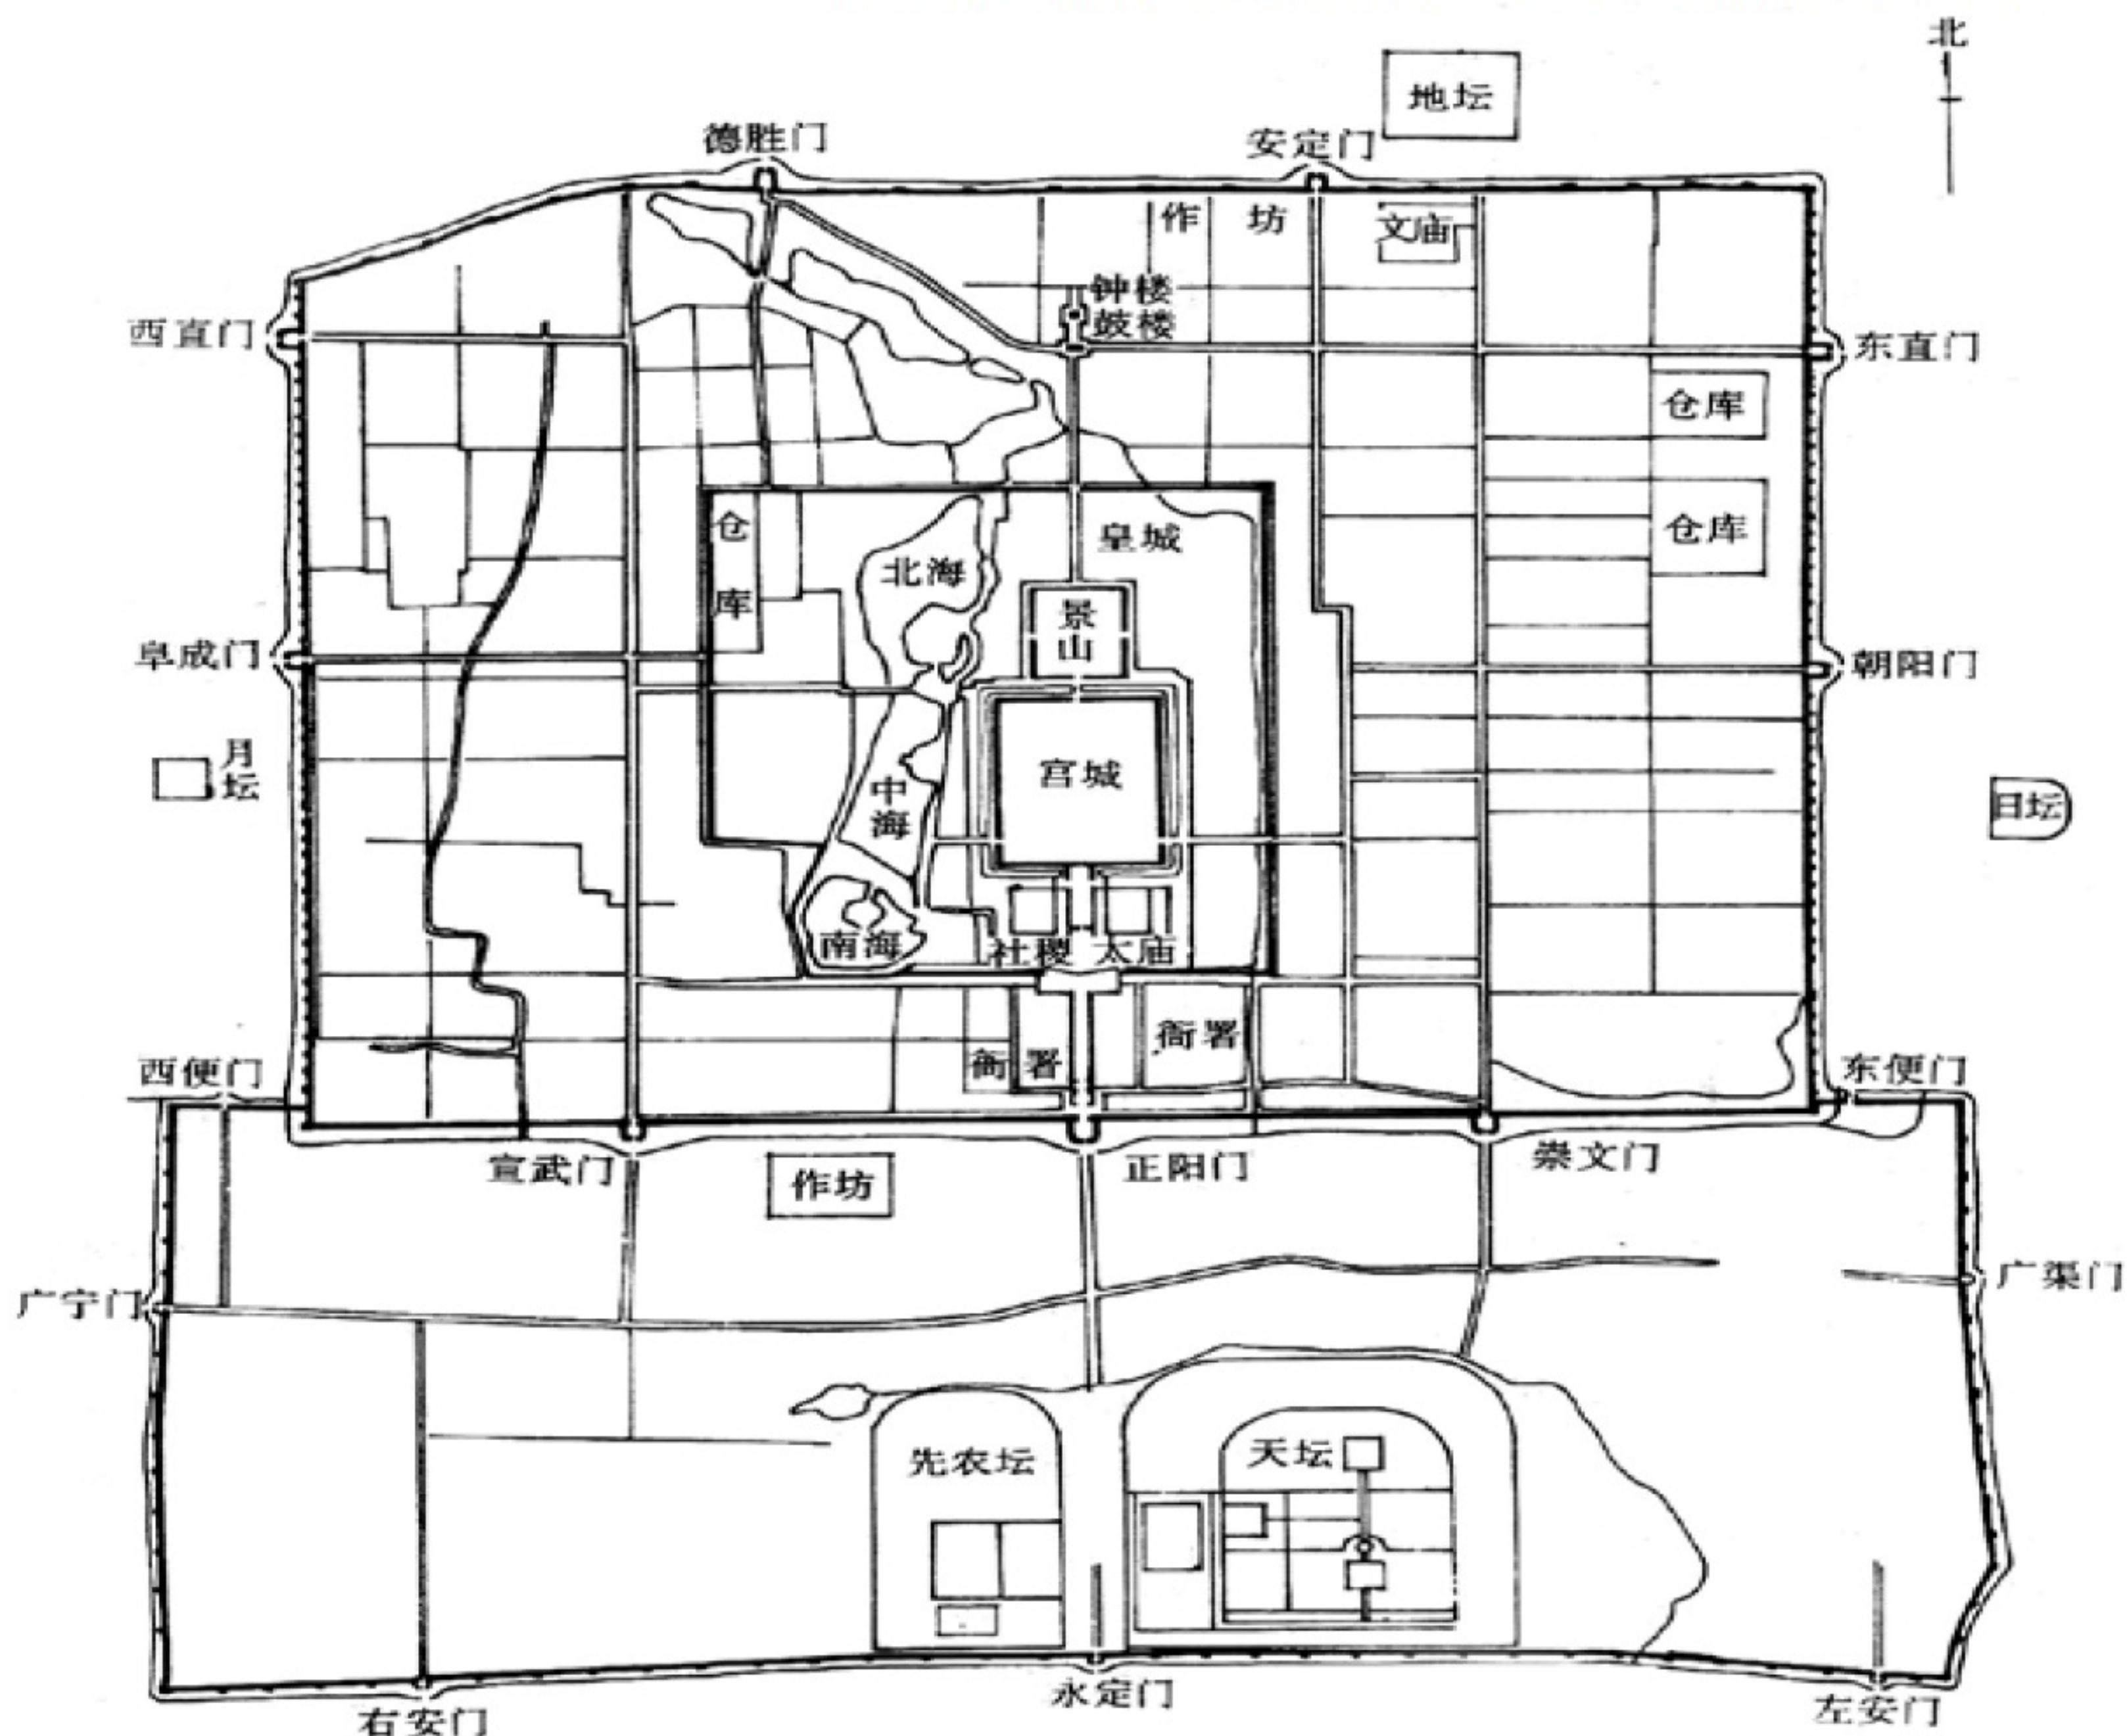 北
地坛
德胜门
安定门
作 坊
文庙
钟楼
鼓楼
西直门
东直门
仓库
仓库
仓库
皇城
北海
景山
阜成门
朝阳门
月坛
宫城
中海
日坛
南海
社稷
太庙
衙署
衙署
西便门
东便门
宣武门
作坊
正阳门
崇文门
广宁门
广渠门
先农坛
天坛
永定门
右安门
左安门